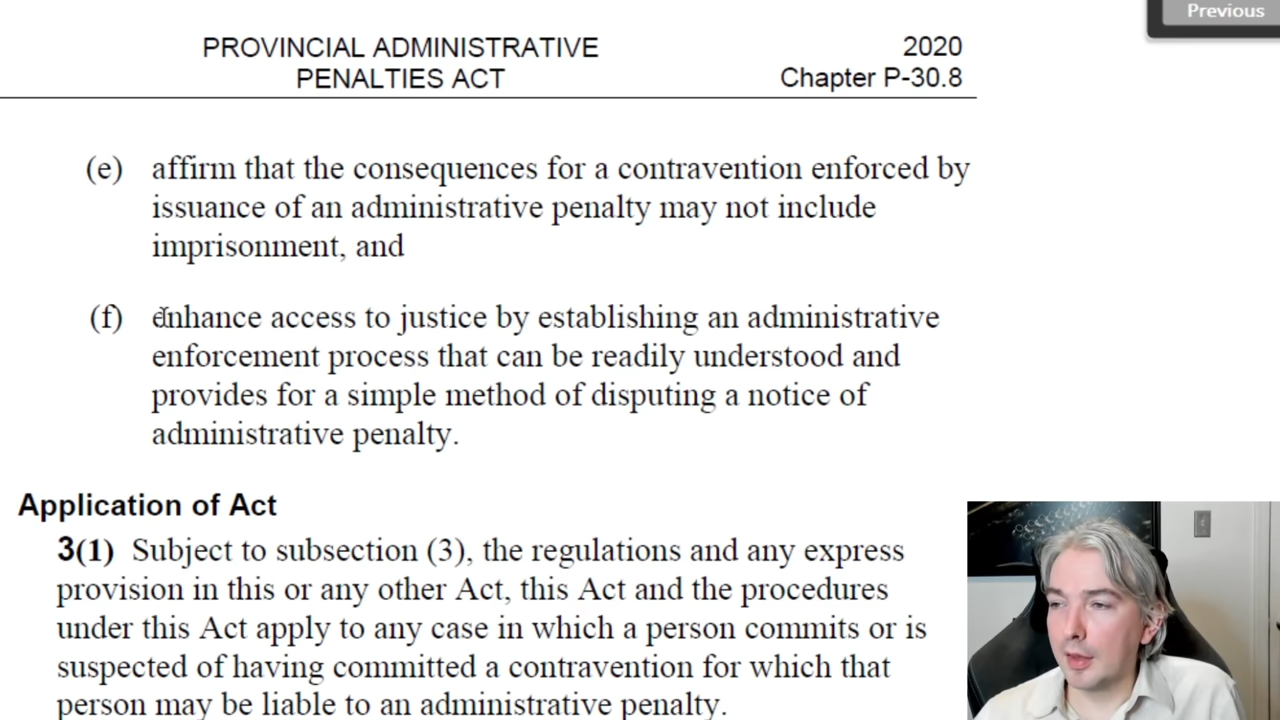 Previous
PROVINCIAL ADMINISTRATIVE 2020
PENALTIES ACT Chapter P-30.8
(e) affirm that the consequences for a contravention enforced by
issuance of an administrative penalty may not include
imprisonment, and
(f) enhance access to justice by establishing an administrative
enforcement process that can be readily understood and
provides for a simple method of disputing a notice of
administrative penalty.
Application of Act
3(1) Subject to subsection (3), the regulations and any express
provision in this or any other Act, this Act and the procedures
under this Act apply to any case in which a person commits or is
suspected of having committed a contravention for which that
person may be liable to an administrative penalty.